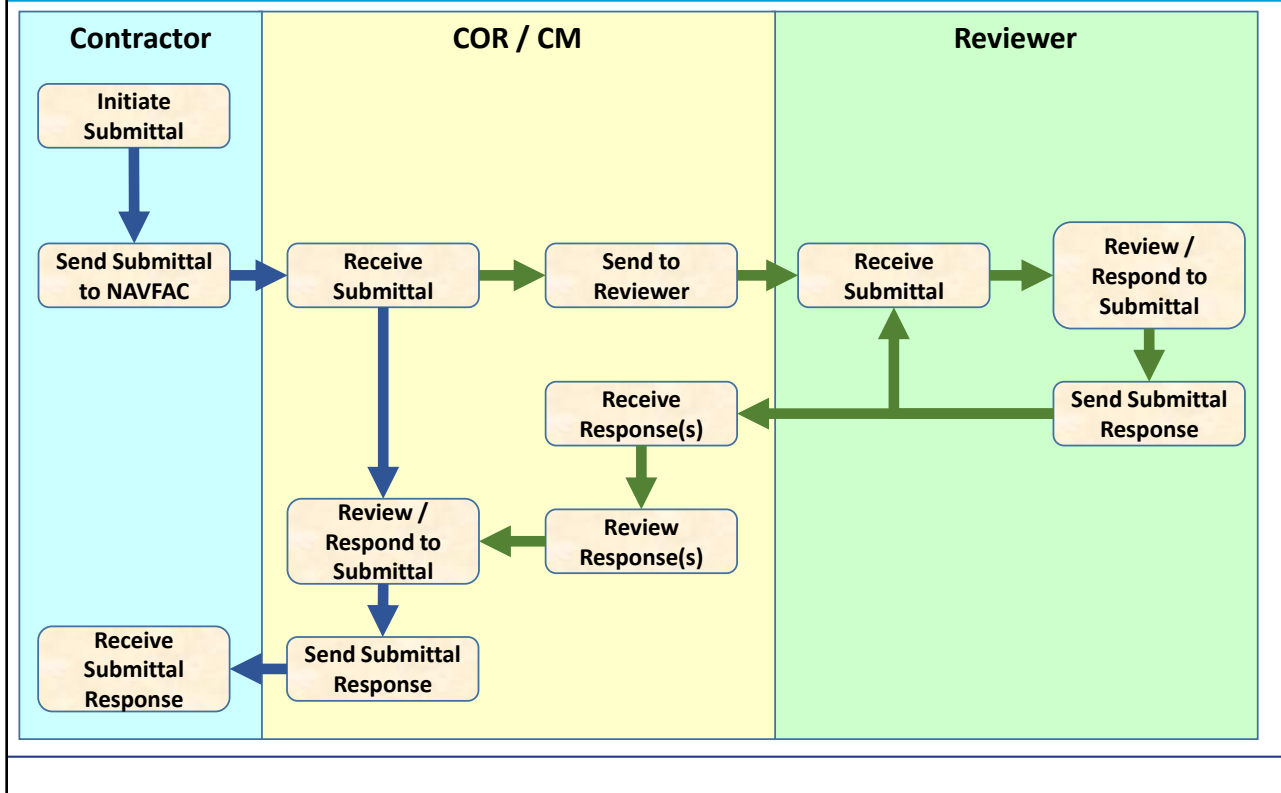 Contractor
COR / CM
Reviewer
Initiate
Submittal
Send Submittal
to NAVFAC
Receive
Submittal
Send to
Reviewer
Receive
Submittal
Review /
Respond to
Submittal
Receive
Response(s)
Send Submittal
Response
Review /
Respond to
Submittal
Review
Response(s)
Receive
Submittal
Response
Send Submittal
Response